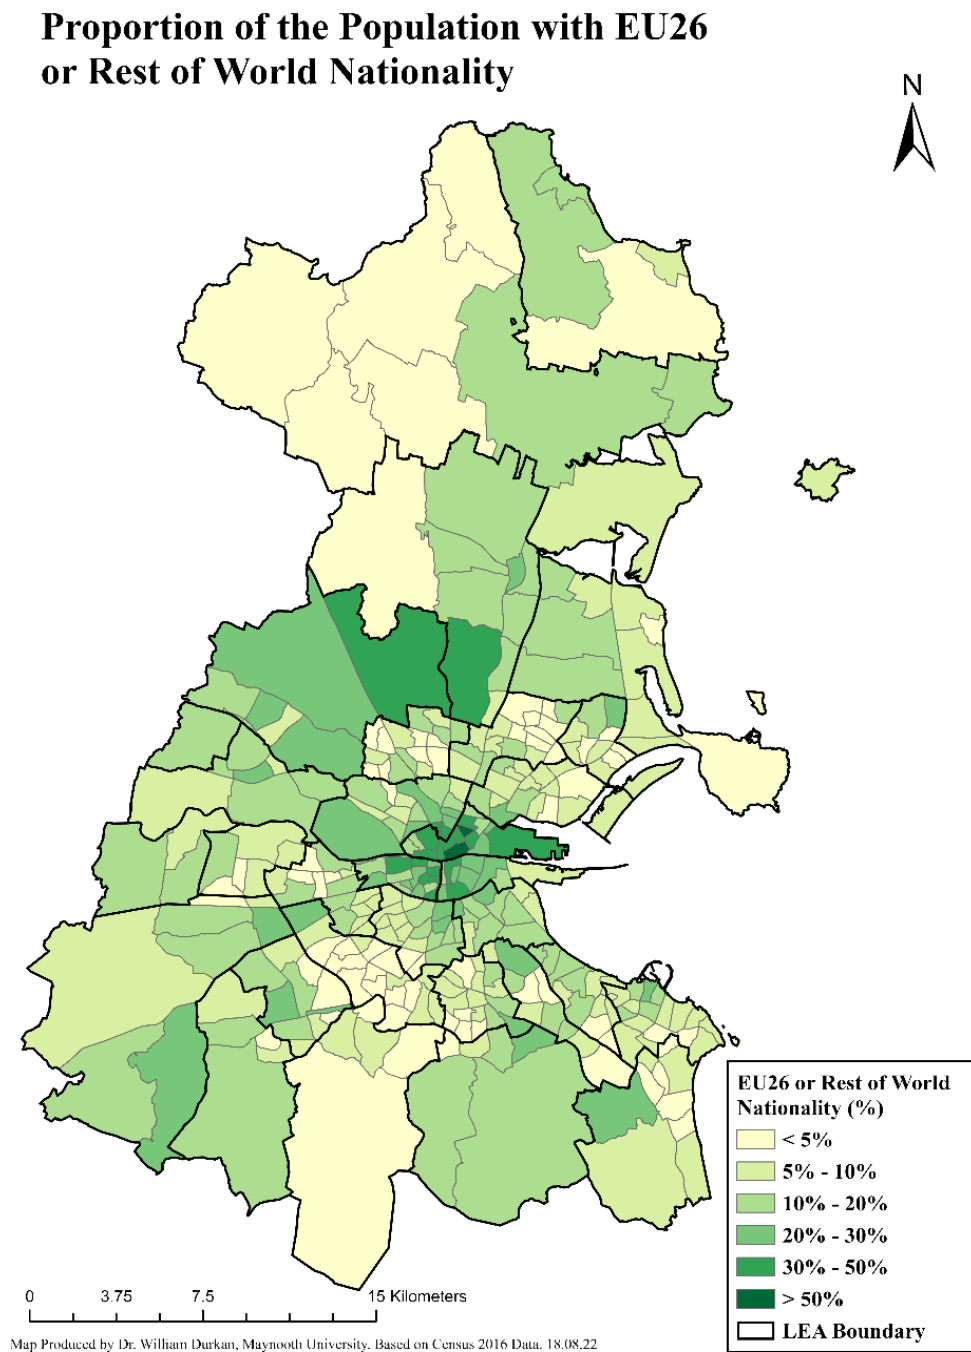 Proportion of the Population with EU26
or Rest of World Nationality
N
EU26 or Rest of World
Nationality (%)
< 5%
5% - 10%
10% - 20%
20% - 30%
30% - 50%
> 50%
LEA Boundary
0 3.75 7.5 15 Kilometers
Map Produced by Dr. William Durkan, Maynooth University. Based on Census 2016 Data. 18.08.22